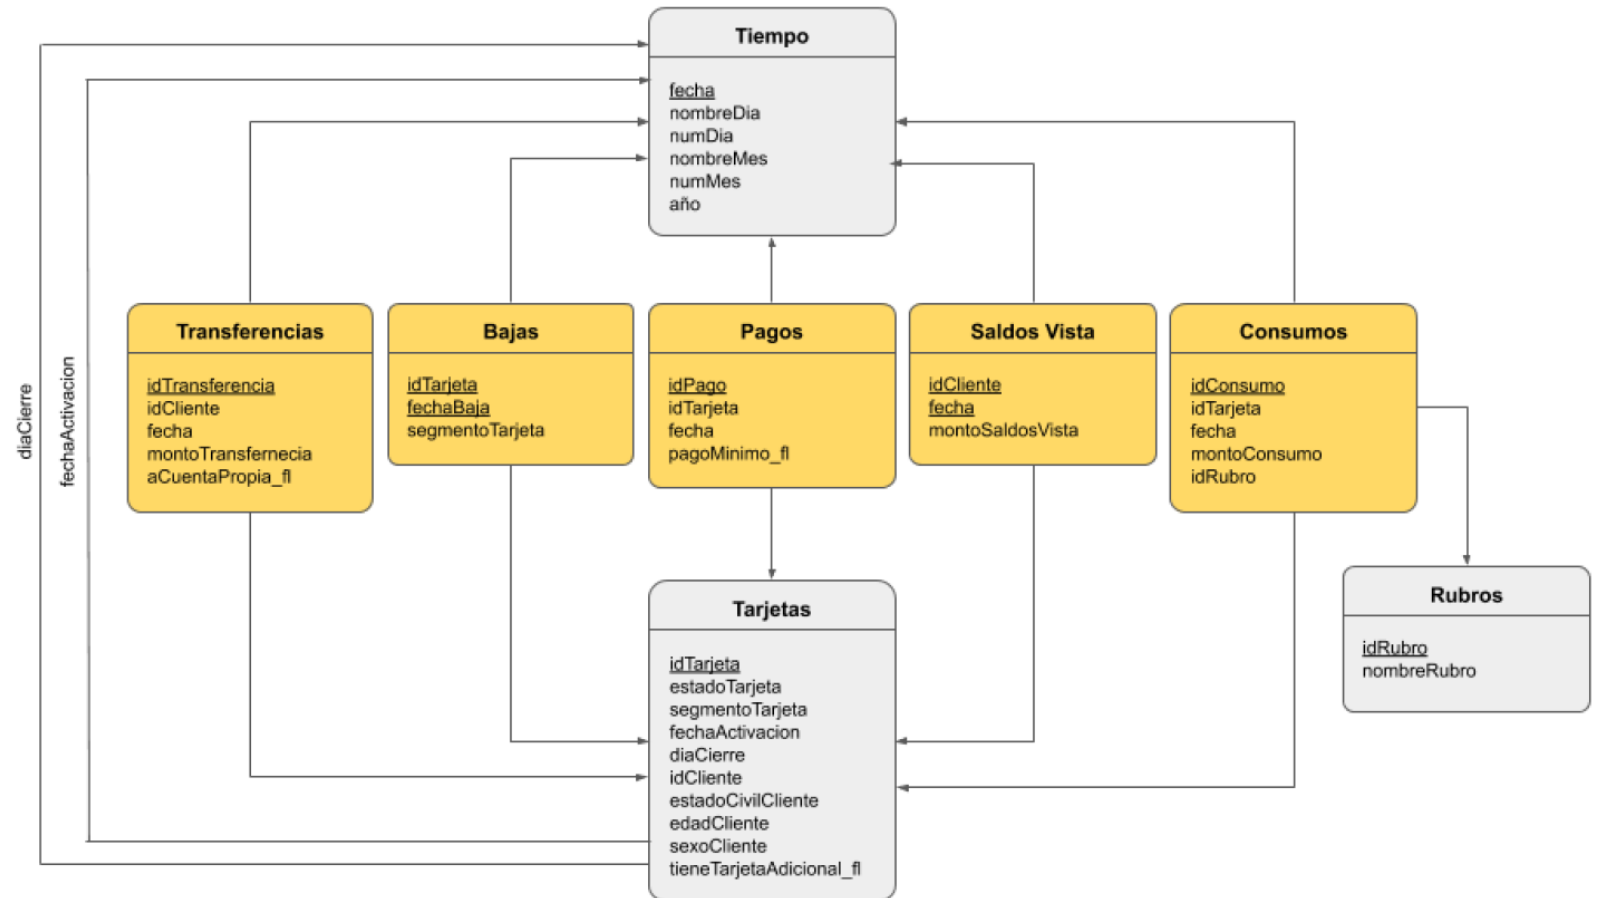 Tiempo
fecha
nombreDia
numDia
nombreMes
numMes
año
diaCierre
fechaActivacion
Transferencias
idTransferencia
idCliente
fecha
montoTransfernecia
aCuentaPropia_fl
Bajas
idTarjeta
fechaBaja
segmentoTarjeta
Pagos
idPago
idTarjeta
fecha
pagoMinimo_fl
Saldos Vista
idCliente
fecha
montoSaldosVista
Consumos
idConsumo
idTarjeta
fecha
montoConsumo
idRubro
Tarjetas
idTarjeta
estadoTarjeta
segmentoTarjeta
fechaActivacion
diaCierre
idCliente
estadoCivilCliente
edadCliente
sexoCliente
tieneTarjetaAdicional_fl
Rubros
idRubro
nombreRubro